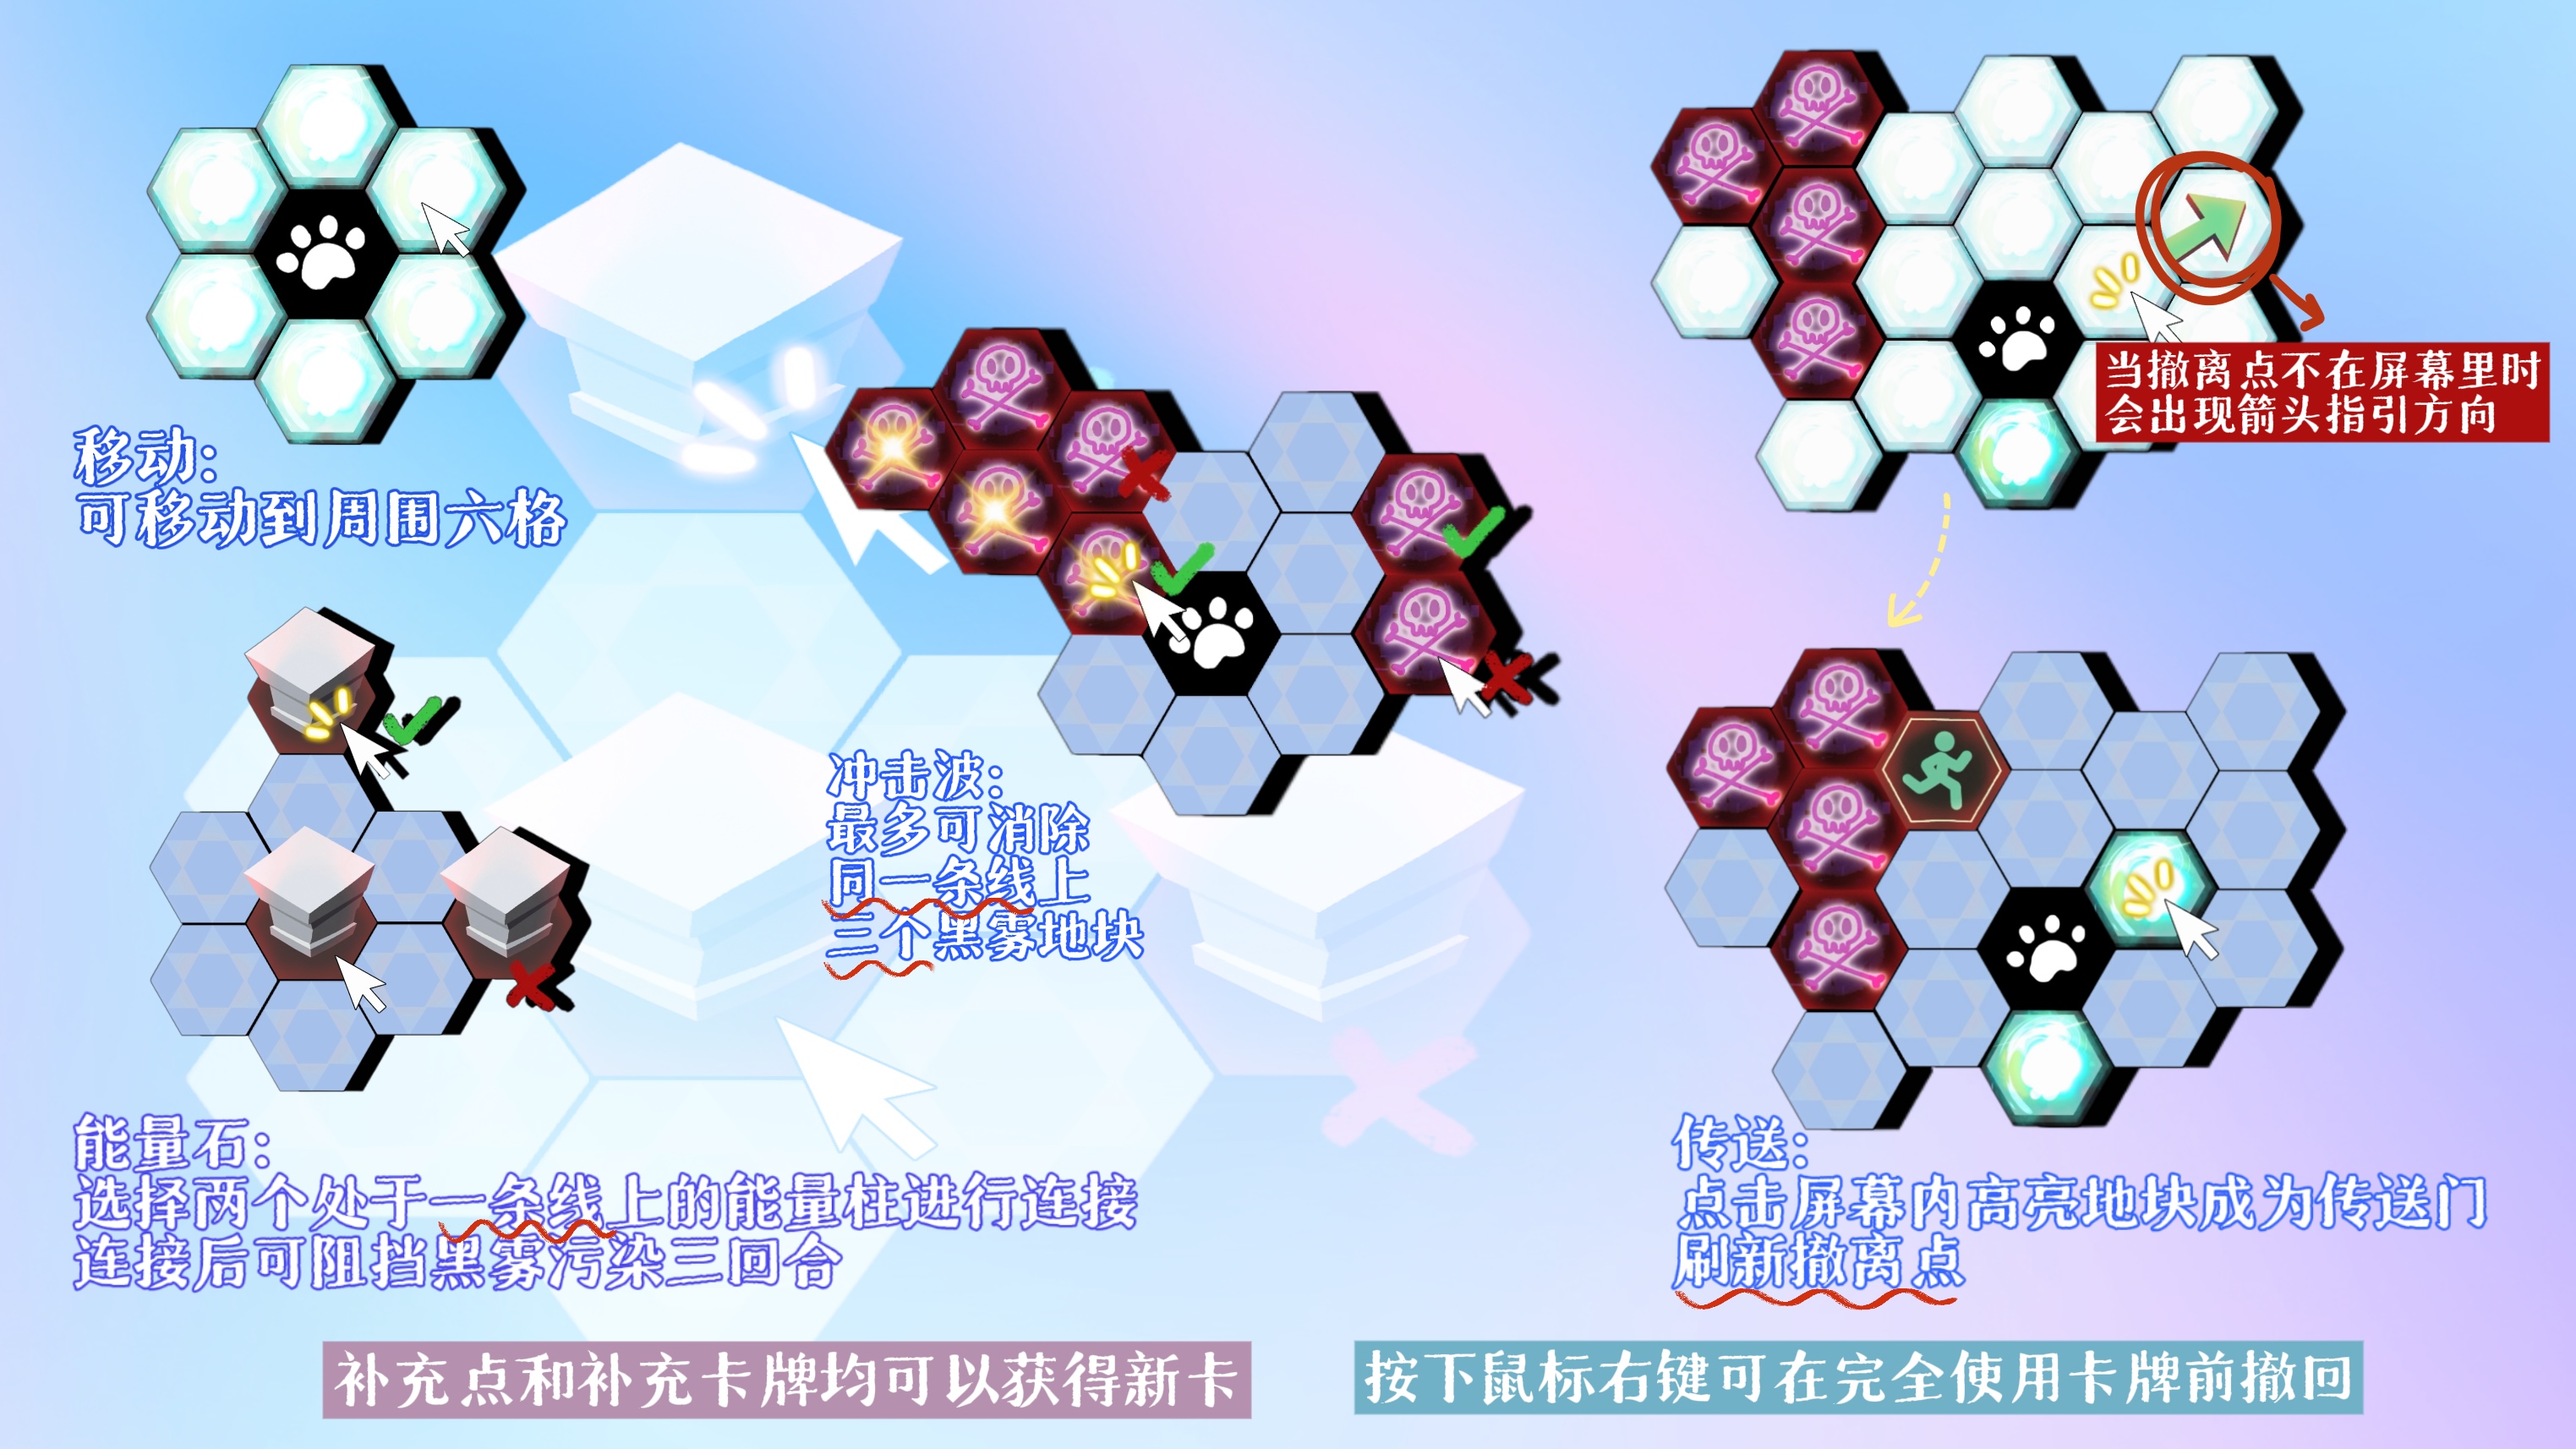 移动:
可移动到周围六格
当撤离点不在屏幕里时
会出现箭头指引方向
冲击波:
最多可消除
同一条线上
三个黑雾地块
能量石:
选择两个处于一条线上的能量柱进行连接
连接后可阻挡黑雾污染三回合
传送:
点击屏幕内高亮地块成为传送门
刷新撤离点
补充点和补充卡牌均可以获得新卡
按下鼠标右键可在完全使用卡牌前撤回